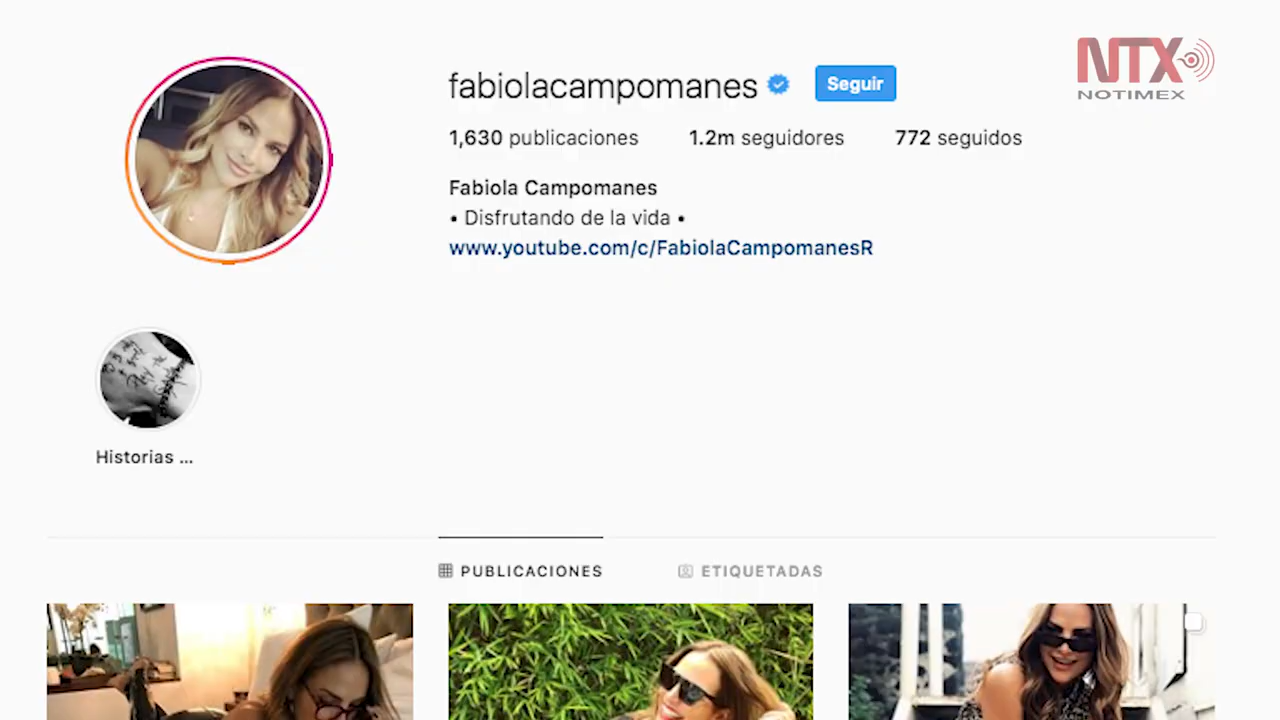 NTX
NOTIMEX
fabiolacampomanes
Seguir
1,630 publicaciones
1.2m seguidores
772 seguidos
Fabiola Campomanes
• Disfrutando de la vida •
www.youtube.com/c/FabiolaCampomanesR
Historias ...
PUBLICACIONES
ETIQUETADAS